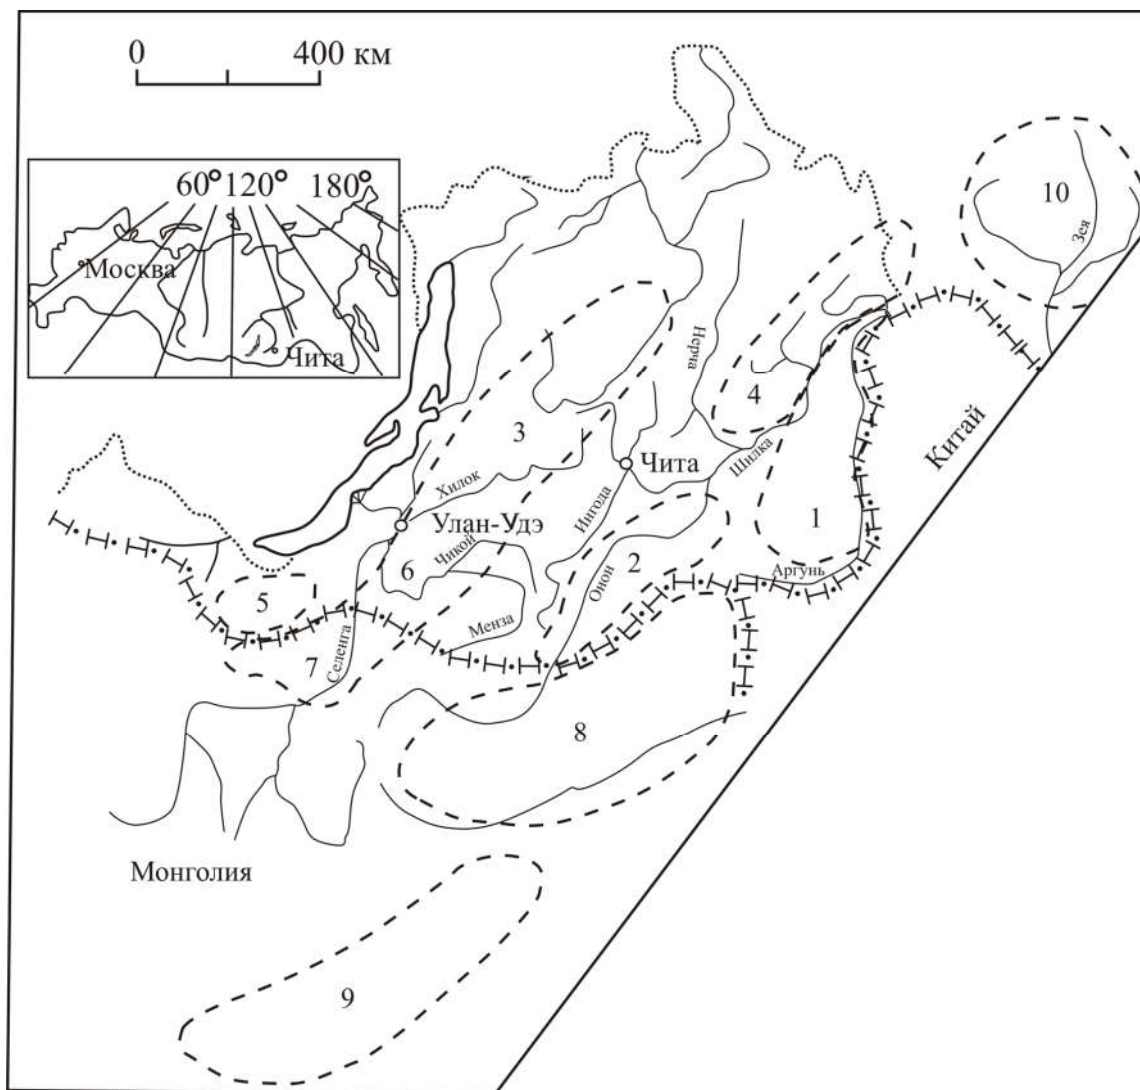 0 400 км
60° 120° 180°
Москва
Чита
10
Зея
Нерча
4
Китай
3
Чита
Шилка
Хилок
Улан-Удэ
Ингода
1
Чикой
6
2
Онон
Аргунь
5
Менза
Селенга
7
8
Монголия
9